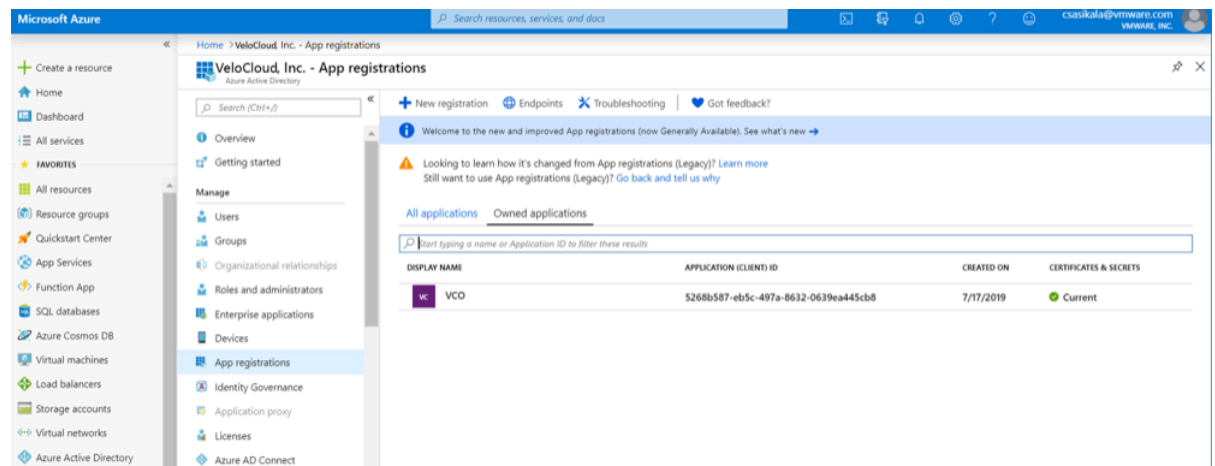 Microsoft Azure
Search resources, services, and docs
csasikala@vmware.com
VMWARE, INC.
Create a resource
Home
Dashboard
All services
FAVORITES
All resources
Resource groups
Quickstart Center
App Services
Function App
SQL databases
Azure Cosmos DB
Virtual machines
Load balancers
Storage accounts
Virtual networks
Azure Active Directory
Home > VeloCloud, Inc. - App registrations
VeloCloud, Inc. - App registrations
Azure Active Directory
Search (Ctrl+/)
Overview
Getting started
Manage
Users
Groups
Organizational relationships
Roles and administrators
Enterprise applications
Devices
App registrations
Identity Governance
Application proxy
Licenses
Azure AD Connect
New registration Endpoints Troubleshooting Got feedback?
Welcome to the new and improved App registrations (now Generally Available). See what's new
Looking to learn how it's changed from App registrations (Legacy)? Learn more
Still want to use App registrations (Legacy)? Go back and tell us why
All applications Owned applications
Start typing a name or Application ID to filter these results
DISPLAY NAME APPLICATION (CLIENT) ID CREATED ON CERTIFICATES & SECRETS
VC VCO 5268b587-eb5c-497a-8632-0639ea445cb8 7/17/2019 Current